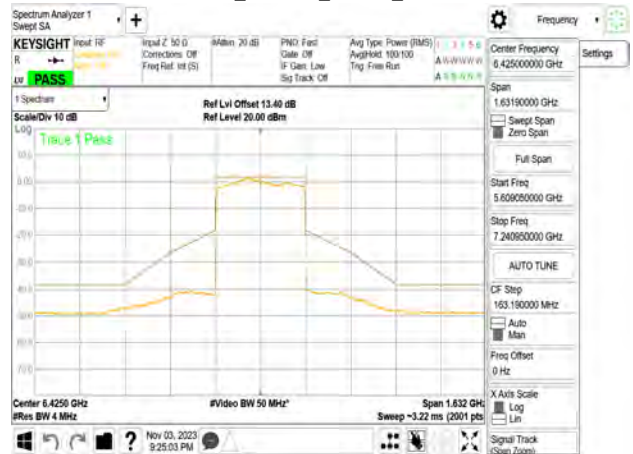 Spectrum Analyzer 1
Swept SA
+
Frequency
KEYSIGHT Input: RF
R
LV PASS
Input Z: 50 Ω
Corrections: Off
Freq Ref: Int (S)
#Atten: 20 dB
PNO: Fast
Gate: Off
IF Gain: Low
Sig Track: Off
Avg Type: Power (RMS)
Avg|Hold: 100/100
Trig: Free Run
1 Spectrum
Scale/Div 10 dB
Ref Lvl Offset 13.40 dB
Ref Level 20.00 dBm
Log
Trace 1 Pass
10.0
0.00
Center 6.4250 GHz
#Res BW 4 MHz
#Video BW 50 MHz*
Span 1.632 GHz
Sweep ~3.22 ms (2001 pts
Nov 03, 2023
9:25:03 PM
?
Center Frequency
6.425000000 GHz
Settings
Span
1.63190000 GHz
Swept Span
Zero Span
Full Span
Start Freq
5.609050000 GHz
Stop Freq
7.240950000 GHz
AUTO TUNE
CF Step
163.190000 MHz
Auto
Man
Freq Offset
0 Hz
X Axis Scale
Log
Lin
Signal Track
(Span Zoom)